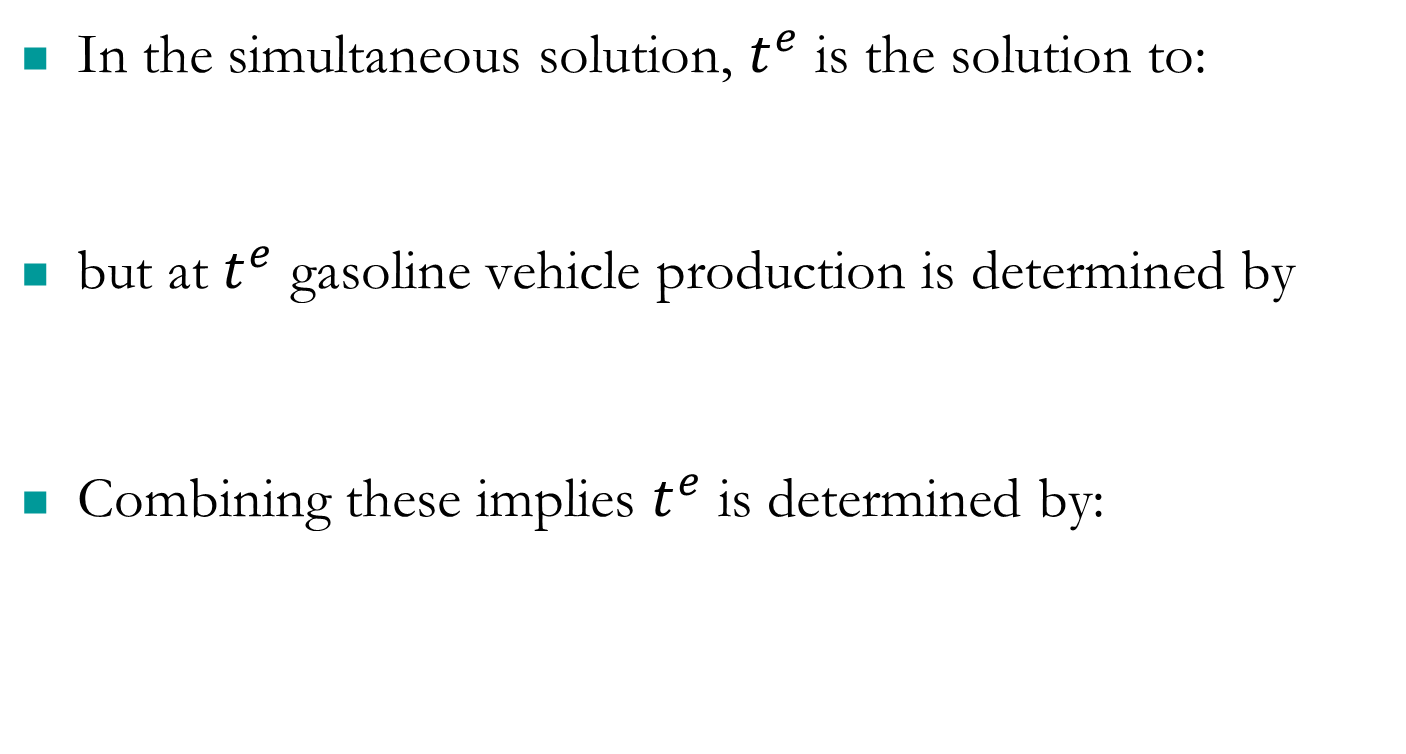 ▪ In the simultaneous solution, tᵉ is the solution to:
▪ but at tᵉ gasoline vehicle production is determined by
▪ Combining these implies tᵉ is determined by: